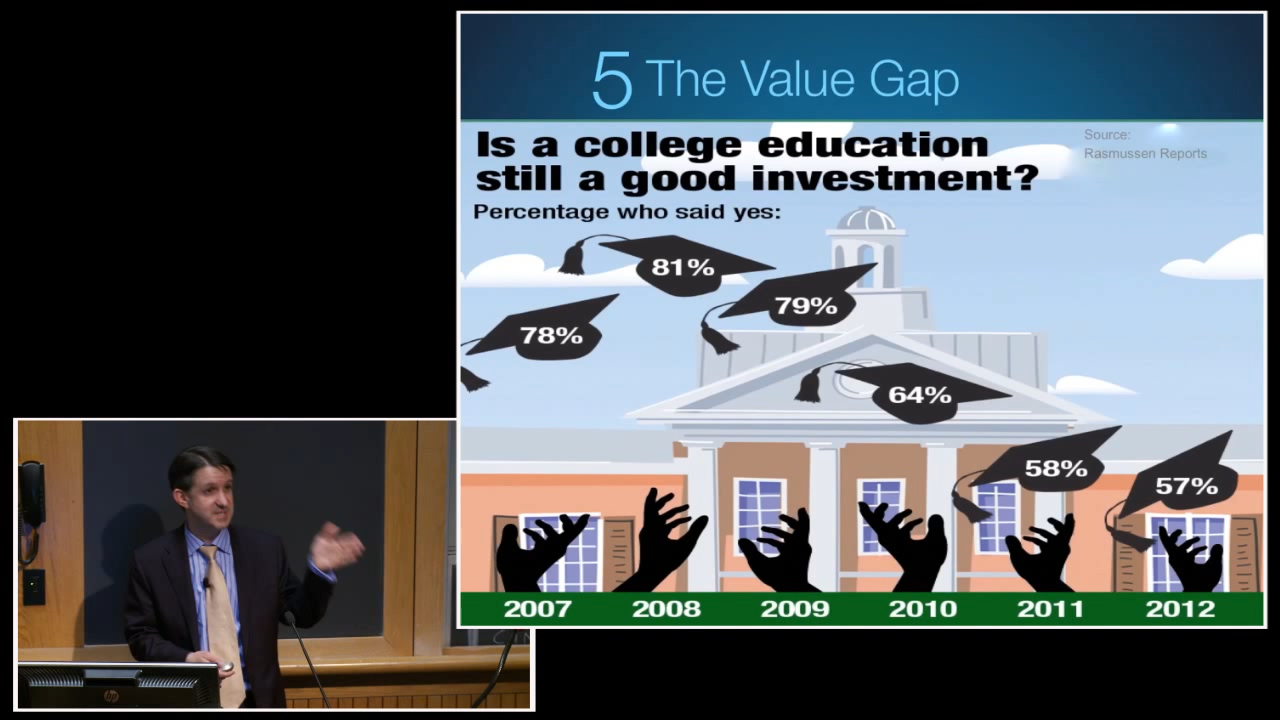 5 The Value Gap
Is a college education
still a good investment?
Source:
Rasmussen Reports
Percentage who said yes:
81%
79%
78%
64%
58%
57%
2007 2008 2009 2010 2011 2012
hp